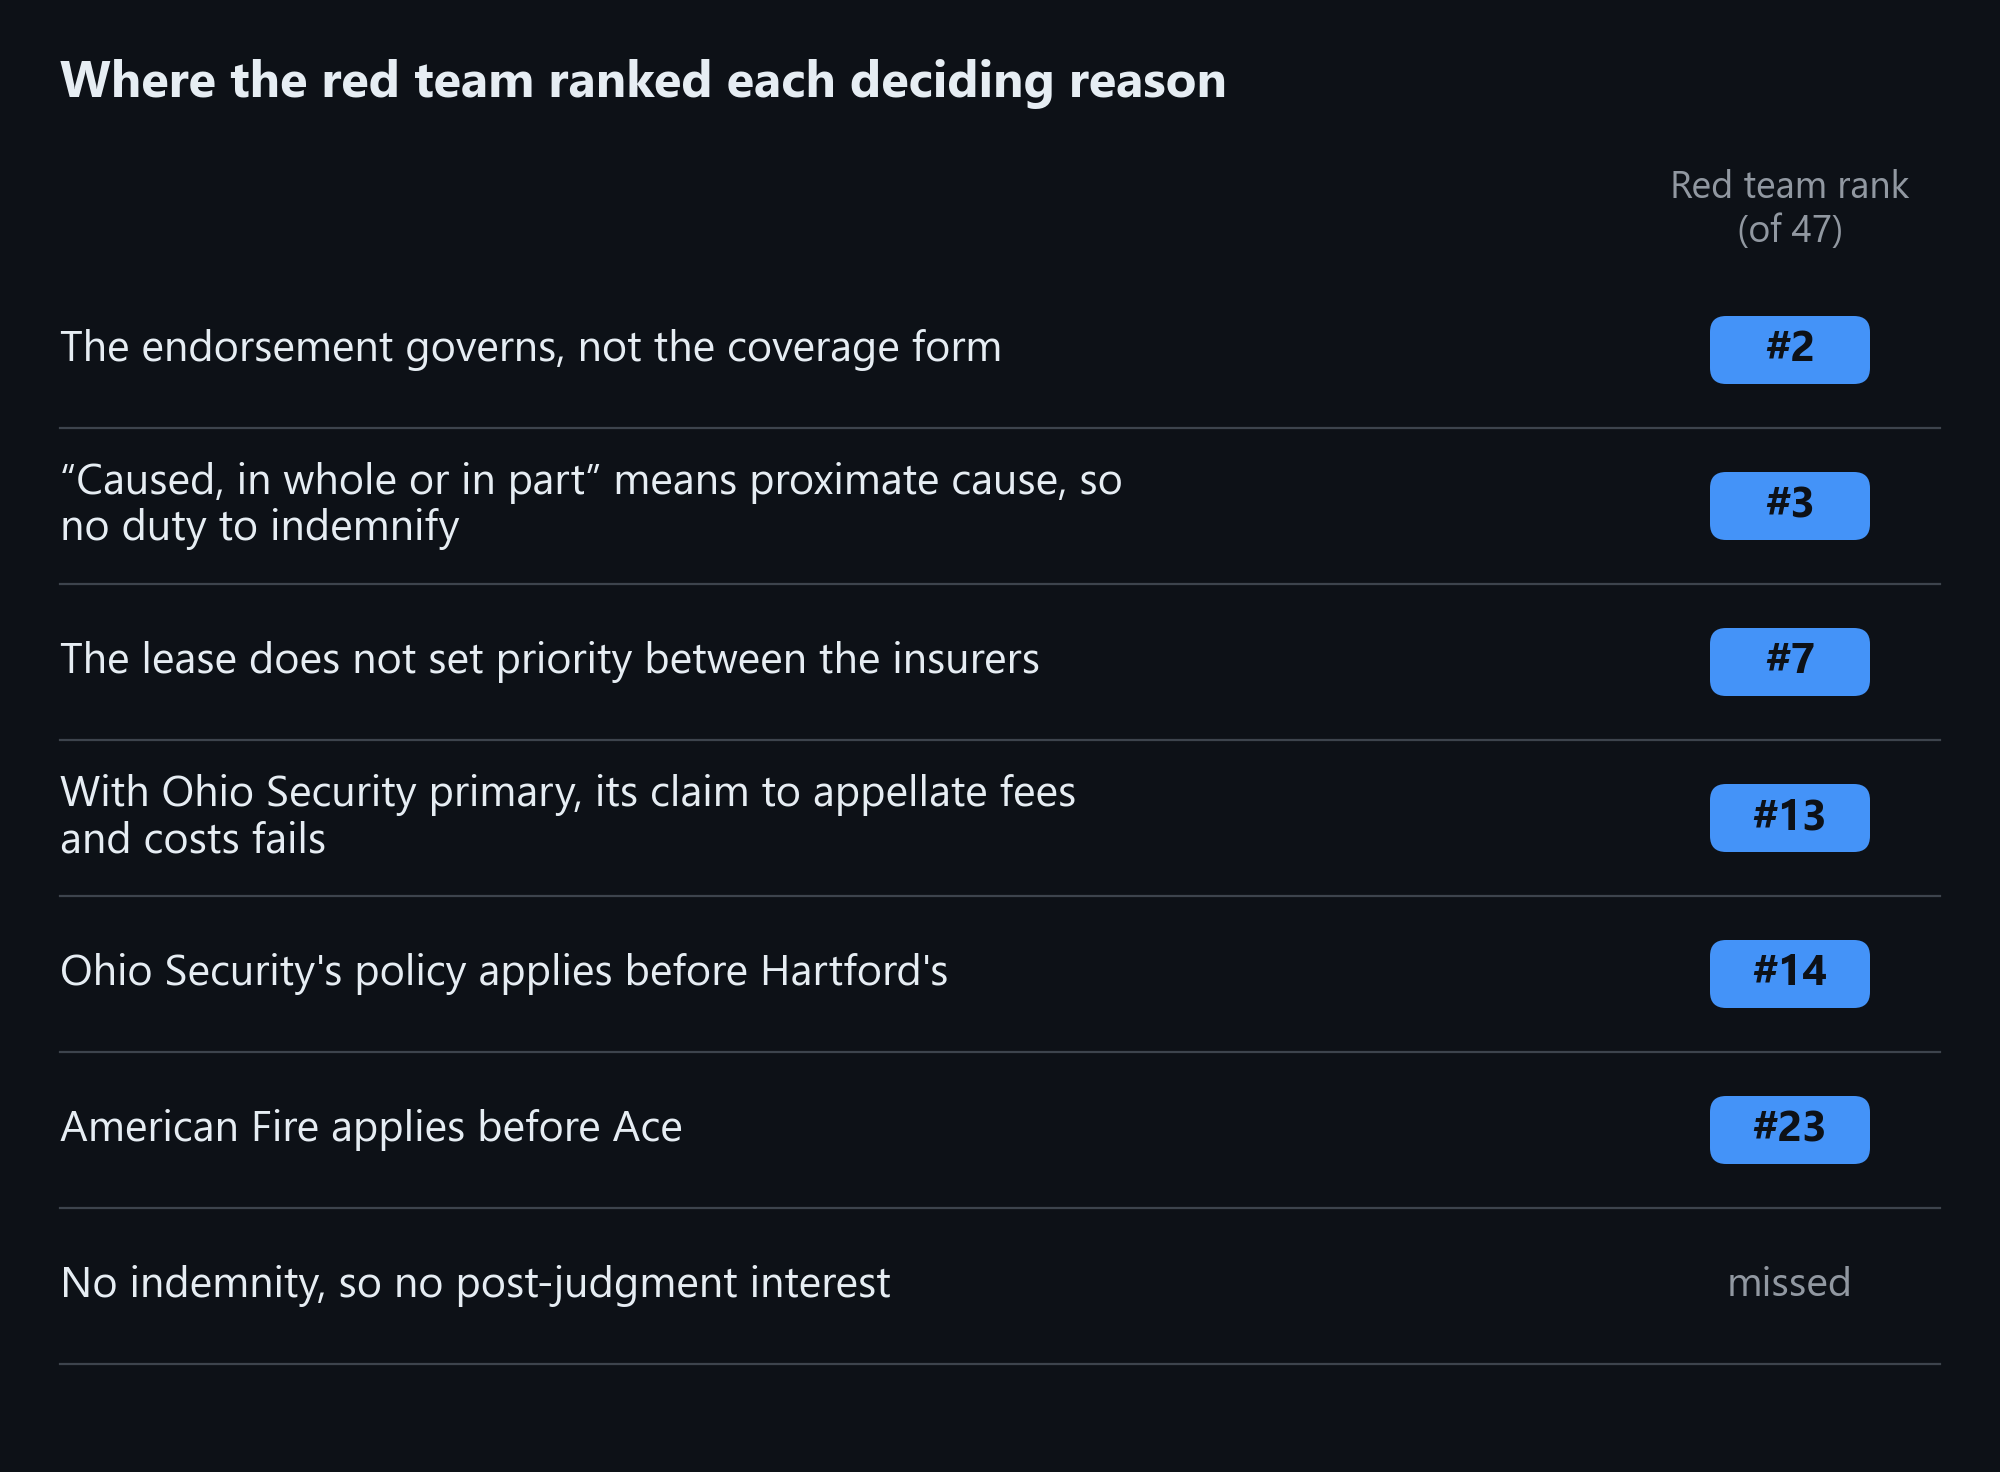 Where the red team ranked each deciding reason
Red team rank
(of 47)
The endorsement governs, not the coverage form
#2
“Caused, in whole or in part” means proximate cause, so
no duty to indemnify
#3
The lease does not set priority between the insurers
#7
With Ohio Security primary, its claim to appellate fees
and costs fails
#13
Ohio Security's policy applies before Hartford's
#14
American Fire applies before Ace
#23
No indemnity, so no post-judgment interest
missed